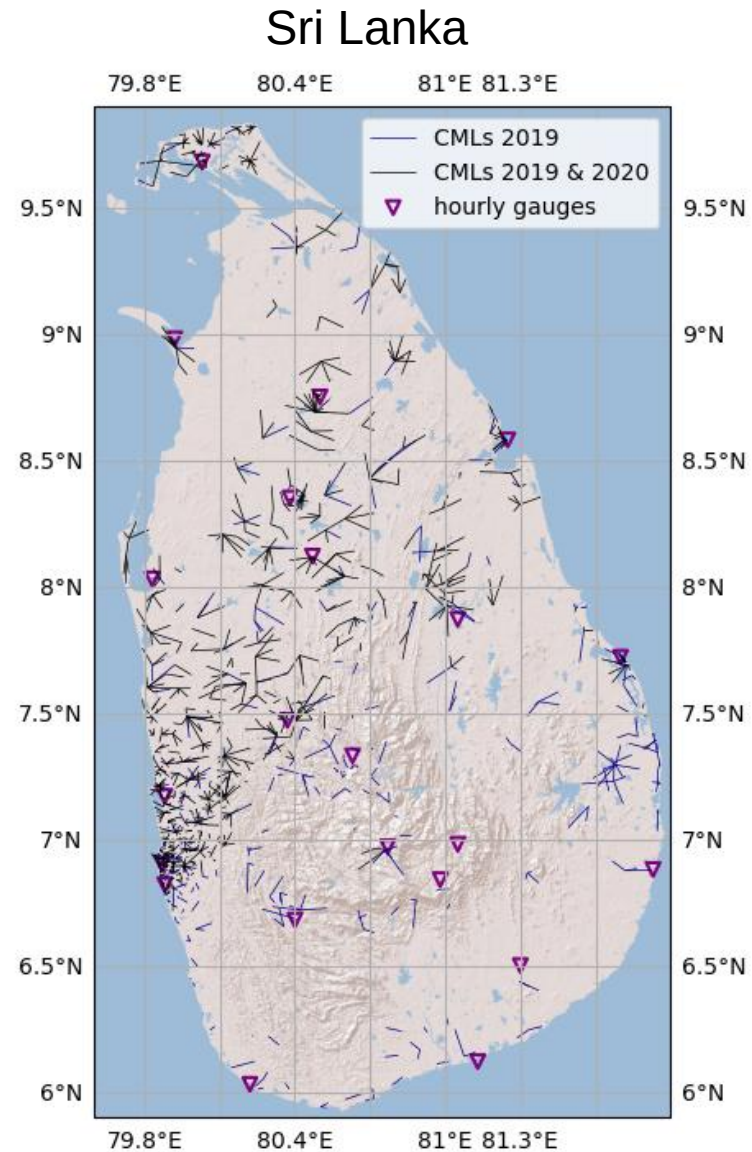 Sri Lanka
79.8°E 80.4°E 81°E 81.3°E
CMLs 2019
CMLs 2019 & 2020
hourly gauges
9.5°N 9.5°N
9°N 9°N
8.5°N 8.5°N
8°N 8°N
7.5°N 7.5°N
7°N 7°N
6.5°N 6.5°N
6°N 6°N
79.8°E 80.4°E 81°E 81.3°E